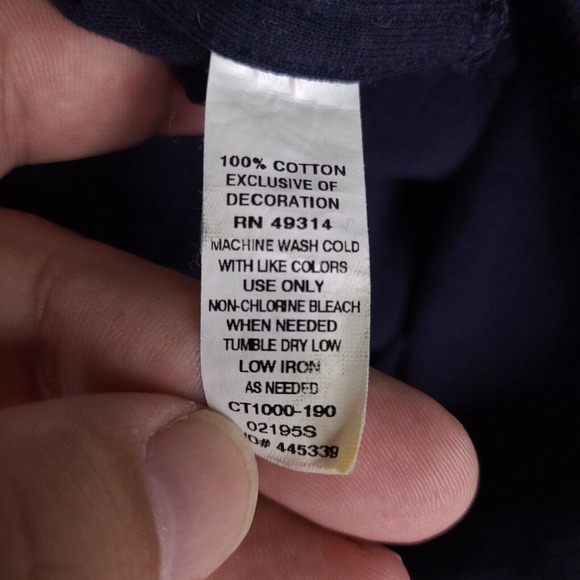 100% COTTON
EXCLUSIVE OF
DECORATION
RN 49314
MACHINE WASH COLD
WITH LIKE COLORS
USE ONLY
NON-CHLORINE BLEACH
WHEN NEEDED
TUMBLE DRY LOW
LOW IRON
AS NEEDED
CT1000-190
02195S
445339